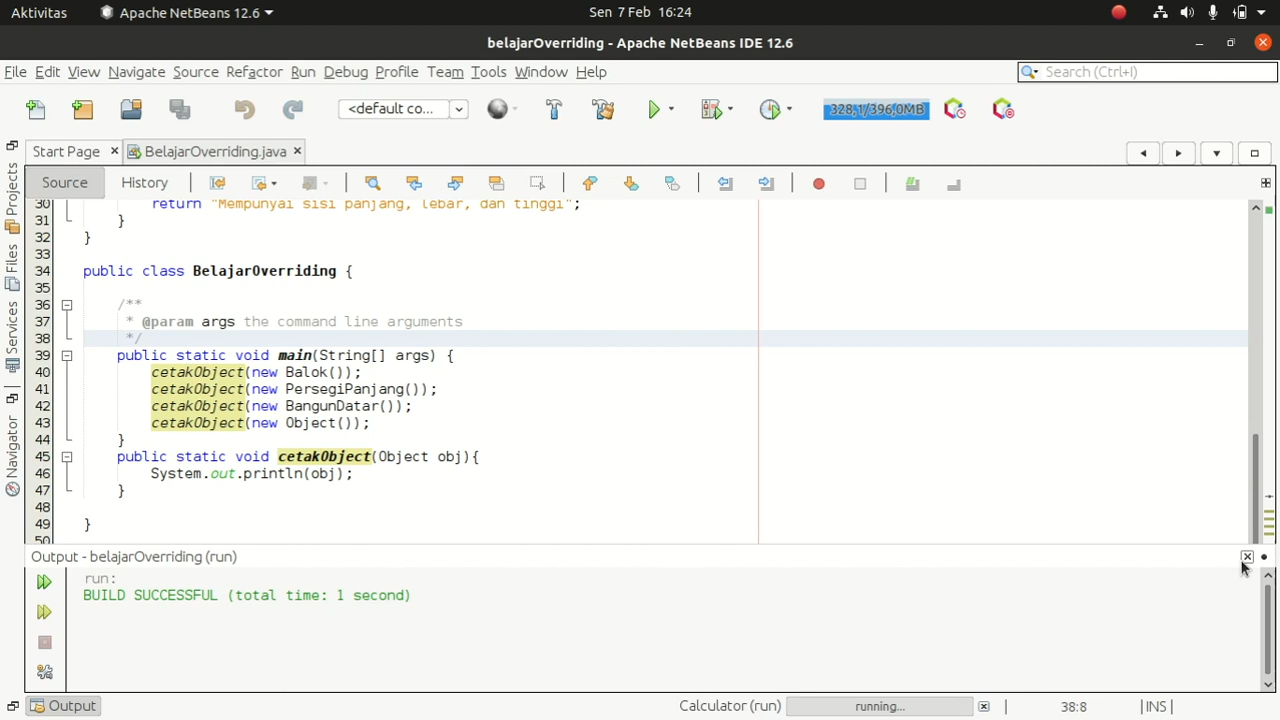 Aktivitas Apache NetBeans 12.6 Sen 7 Feb 16:24
belajarOverriding - Apache NetBeans IDE 12.6
File Edit View Navigate Source Refactor Run Debug Profile Team Tools Window Help Search (Ctrl+I)
<default co... 328,1/396,0MB
Start Page BelajarOverriding.java
Source History
Projects
Files
Services
Navigator
30 return "Mempunyai sisi panjang, lebar, dan tinggi";
31 }
32 }
33
34 public class BelajarOverriding {
35
36 /**
37 * @param args the command line arguments
38 */
39 public static void main(String[] args) {
40 cetakObject(new Balok());
41 cetakObject(new PersegiPanjang());
42 cetakObject(new BangunDatar());
43 cetakObject(new Object());
44 }
45 public static void cetakObject(Object obj){
46 System.out.println(obj);
47 }
48
49 }
50
Output - belajarOverriding (run)
run:
BUILD SUCCESSFUL (total time: 1 second)
Output Calculator (run) running... 38:8 INS